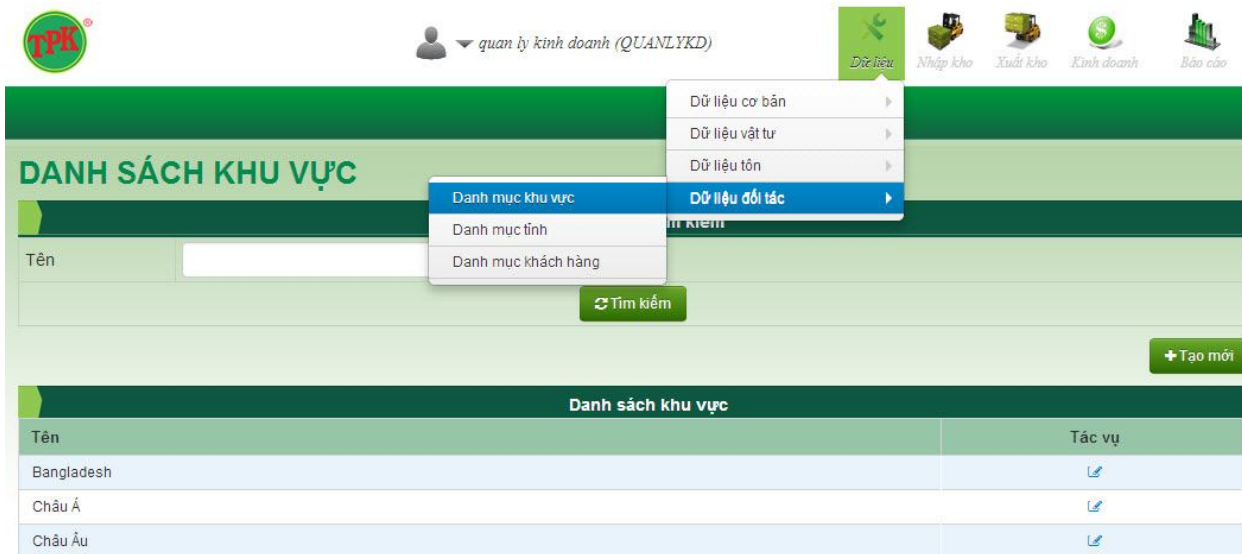 TPK®
quan ly kinh doanh (QUANLYKD)
Dữ liệu
Nhập kho
Xuất kho
Kinh doanh
Báo cáo
Dữ liệu cơ bản
Dữ liệu vật tư
Dữ liệu tôn
Dữ liệu đối tác
DANH SÁCH KHU VỰC
Danh mục khu vực
Danh mục tỉnh
Danh mục khách hàng
kiếm
Tên
Tìm kiếm
+Tạo mới
Danh sách khu vực
Tên Tác vụ
Bangladesh
Châu Á
Châu Âu